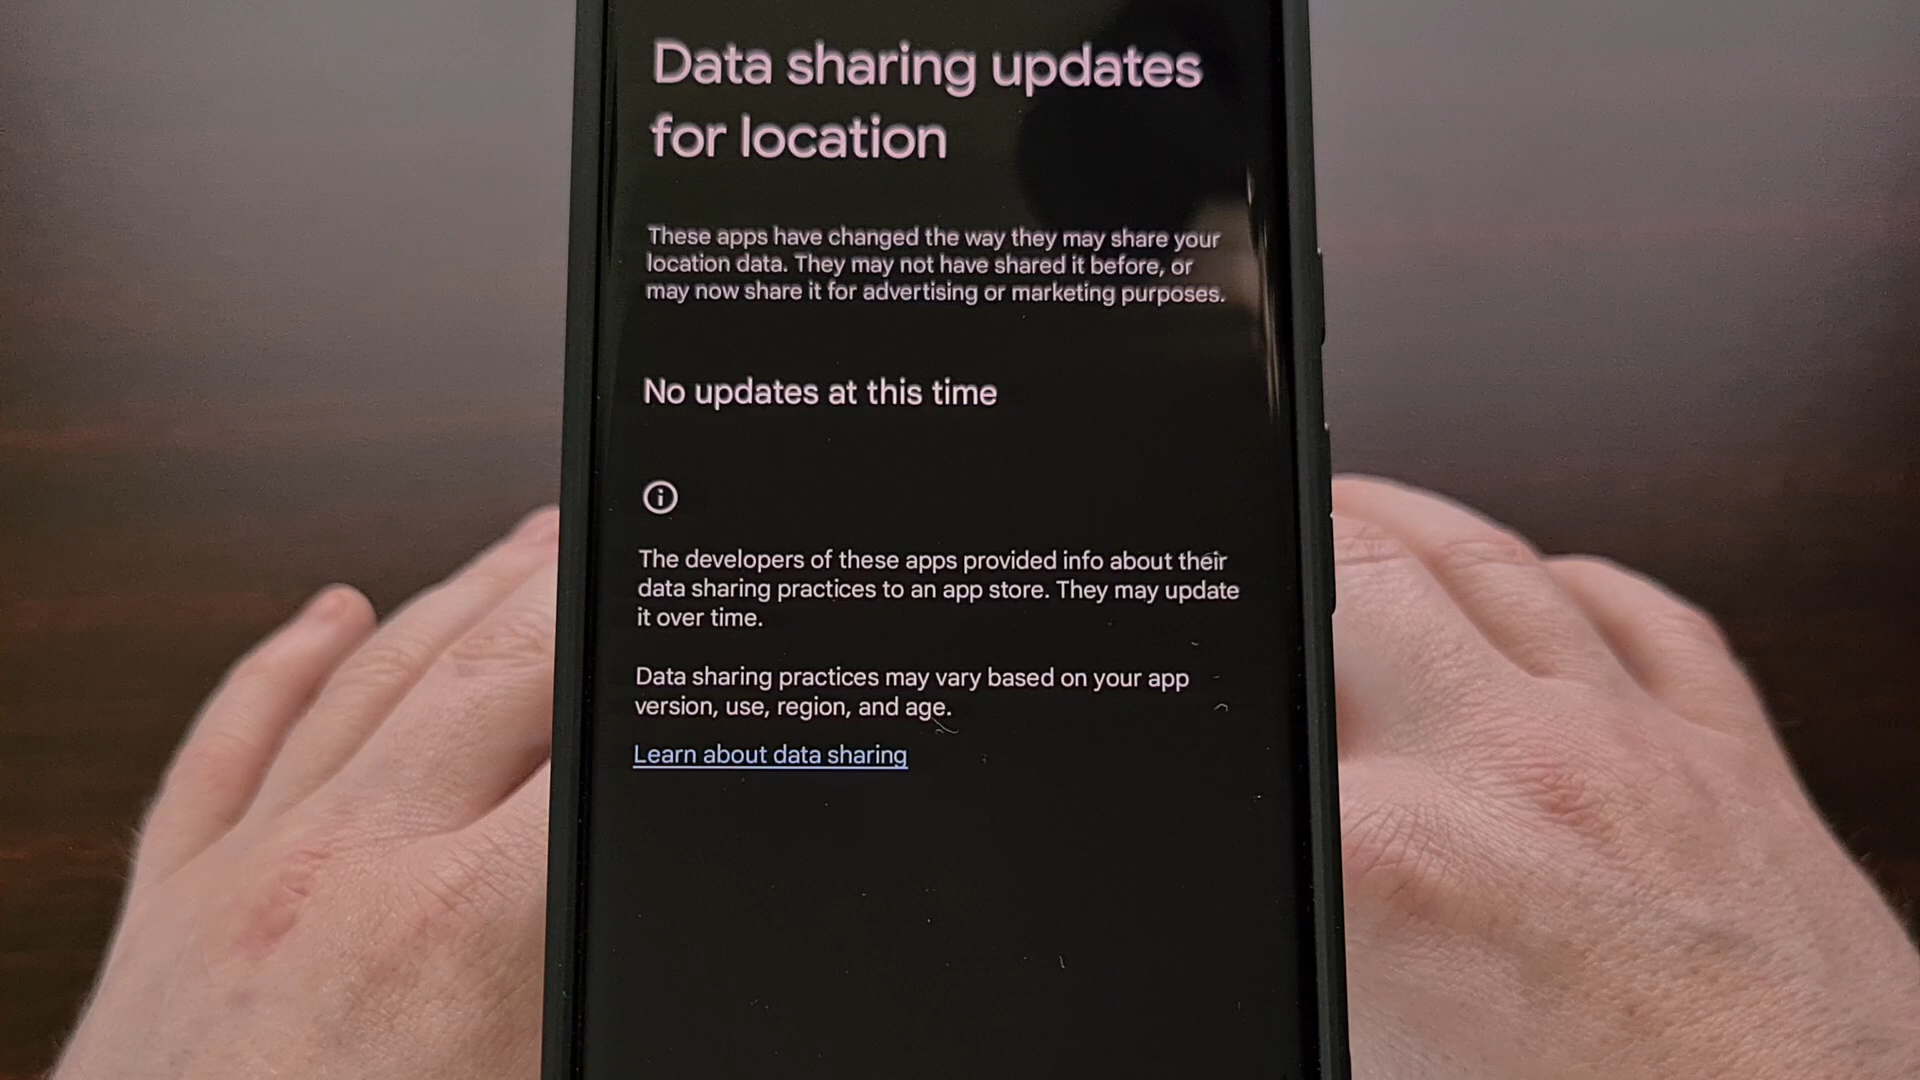 Data sharing updates
for location
These apps have changed the way they may share your
location data. They may not have shared it before, or
may now share it for advertising or marketing purposes.
No updates at this time
The developers of these apps provided info about their
data sharing practices to an app store. They may update
it over time.
Data sharing practices may vary based on your app
version, use, region, and age.
Learn about data sharing